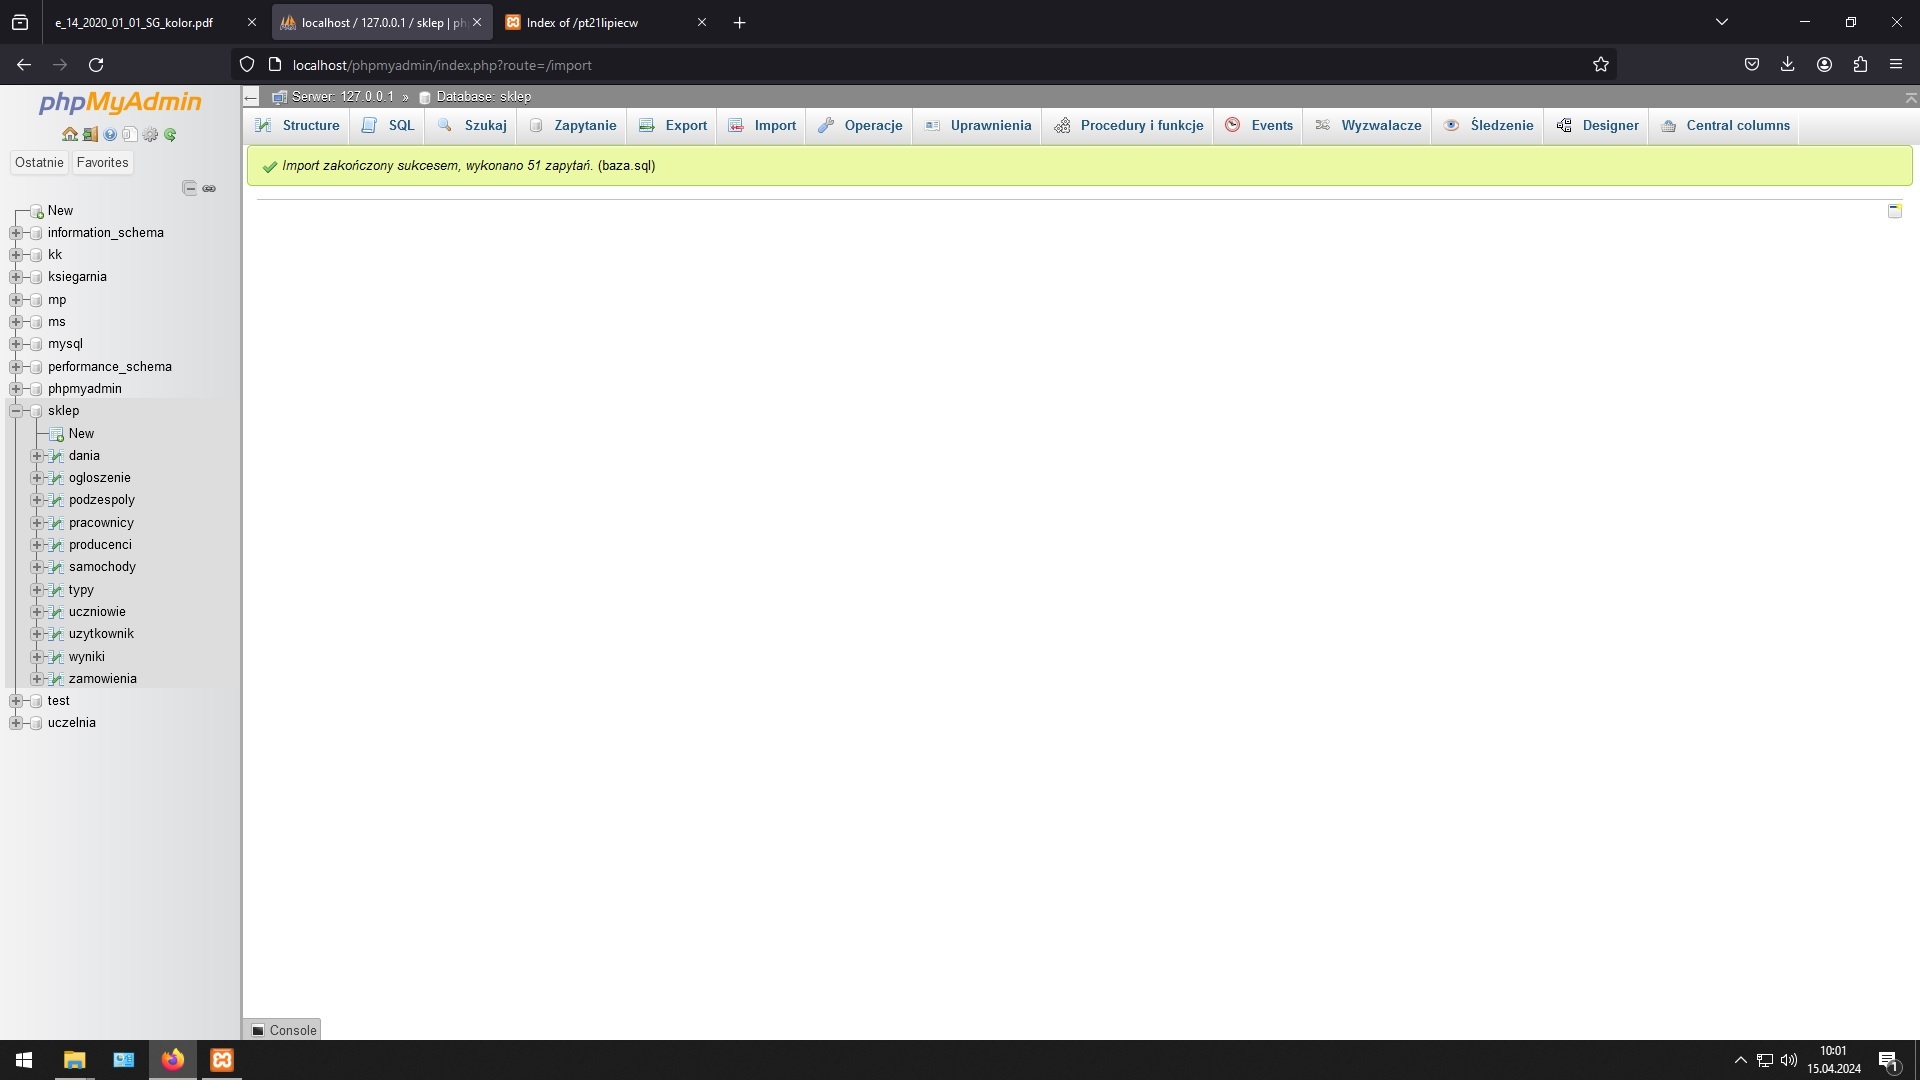 e_14_2020_01_01_SG_kolor.pdf
localhost / 127.0.0.1 / sklep | ph
Index of /pt21lipiecw
localhost/phpmyadmin/index.php?route=/import
phpMyAdmin
Serwer: 127.0.0.1 » Database: sklep
Structure SQL Szukaj Zapytanie Export Import Operacje Uprawnienia Procedury i funkcje Events Wyzwalacze Śledzenie Designer Central columns
Ostatnie Favorites
Import zakończony sukcesem, wykonano 51 zapytań. (baza.sql)
New
information_schema
kk
ksiegarnia
mp
ms
mysql
performance_schema
phpmyadmin
sklep
New
dania
ogloszenie
podzespoly
pracownicy
producenci
samochody
typy
uczniowie
uzytkownik
wyniki
zamowienia
test
uczelnia
Console
10:01
15.04.2024
1